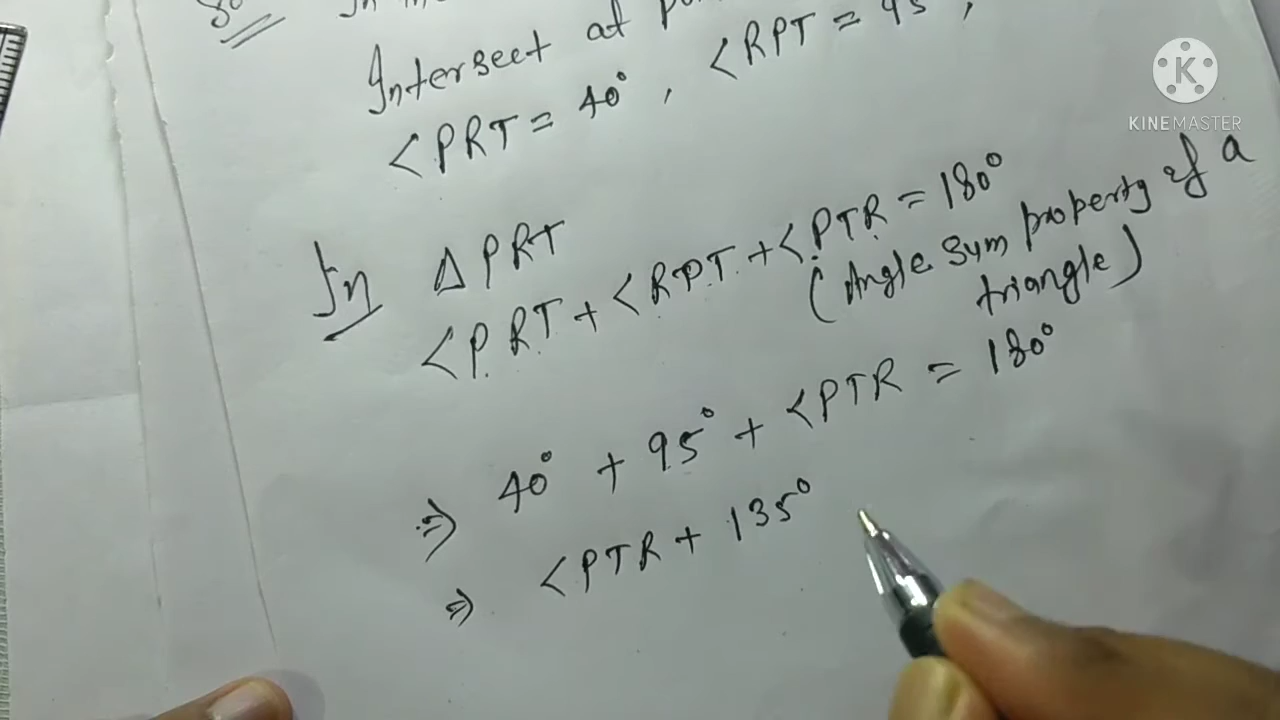 Intersect at
<PRT = 40°, <RPT = 95°,
In Δ PRT
<PRT + <RPT + <PTR = 180°
(Angle sum property of a
triangle)
⇒ 40° + 95° + <PTR = 180°
⇒ <PTR + 135°
KINEMASTER